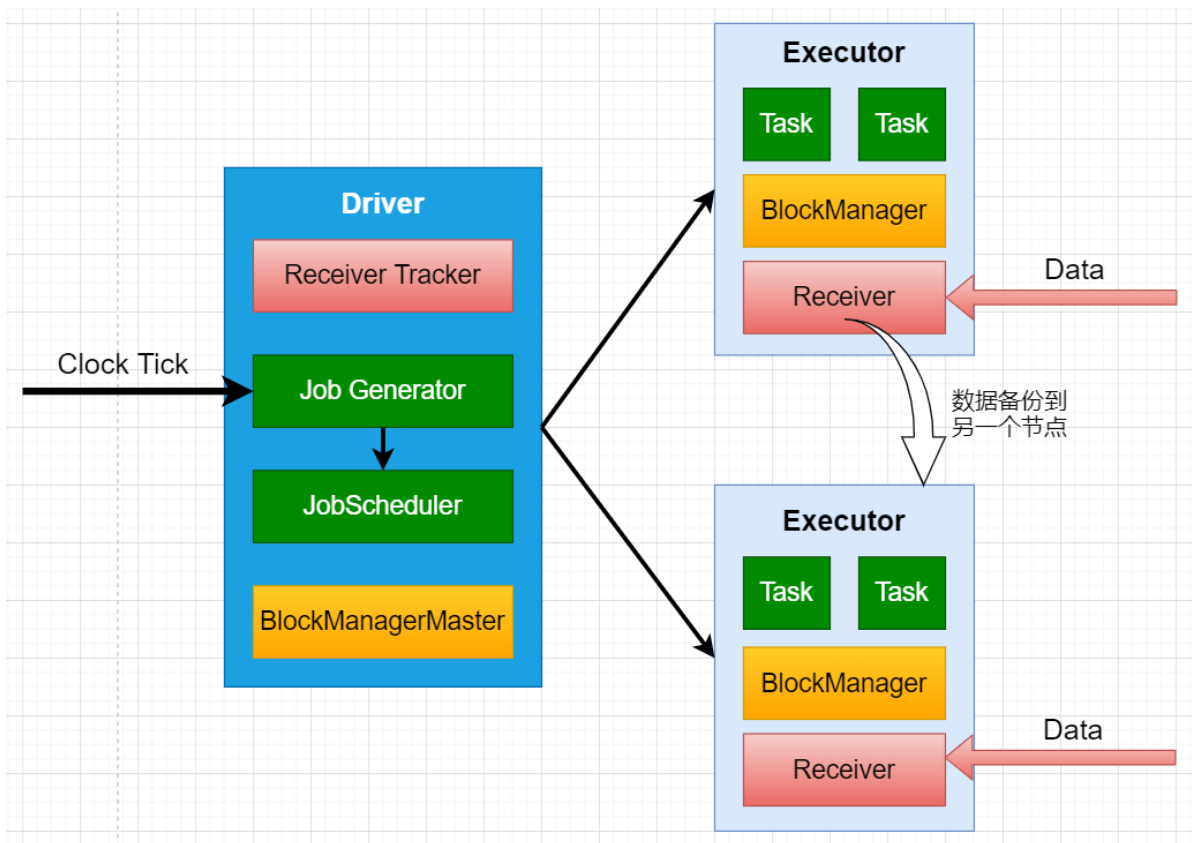 Clock Tick
Driver
Receiver Tracker
Job Generator
JobScheduler
BlockManagerMaster
Executor
Task
Task
BlockManager
Receiver
Data
数据备份到
另一个节点
Executor
Task
Task
BlockManager
Receiver
Data